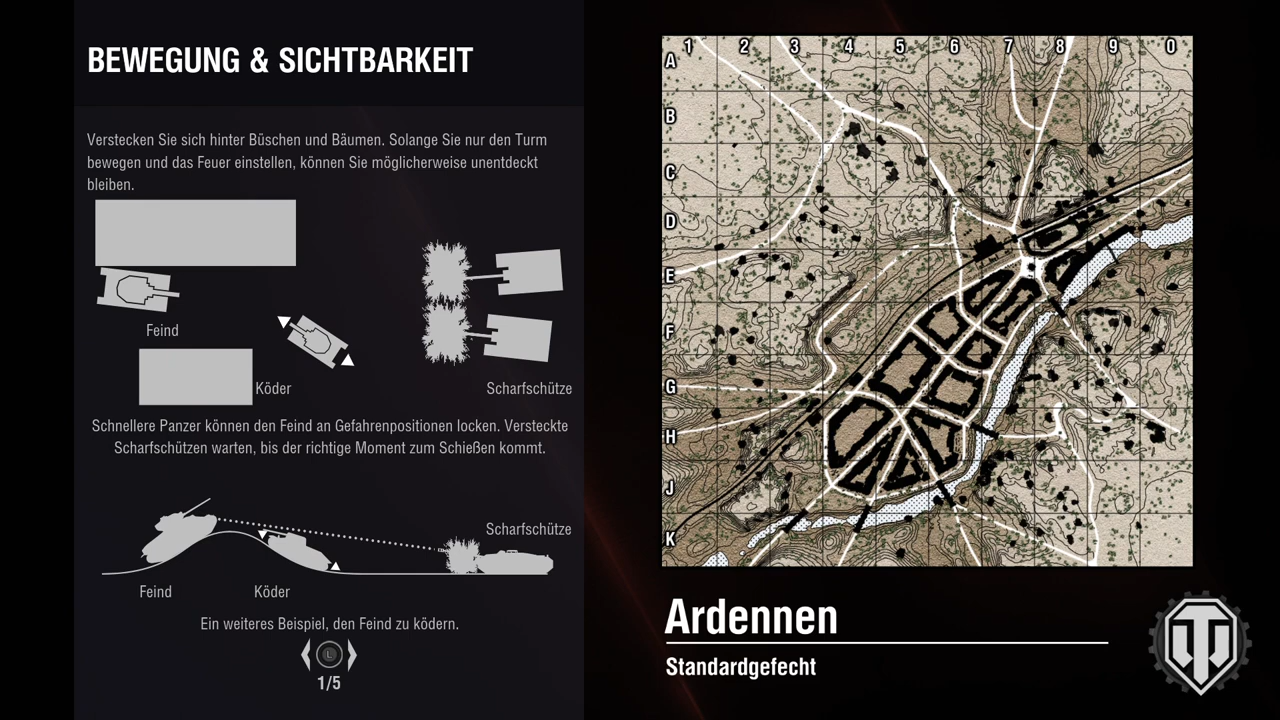 BEWEGUNG & SICHTBARKEIT
Verstecken Sie sich hinter Büschen und Bäumen. Solange Sie nur den Turm
bewegen und das Feuer einstellen, können Sie möglicherweise unentdeckt
bleiben.
Feind
Köder
Scharfschütze
Schnellere Panzer können den Feind an Gefahrenpositionen locken. Versteckte
Scharfschützen warten, bis der richtige Moment zum Schießen kommt.
Scharfschütze
Feind
Köder
Ein weiteres Beispiel, den Feind zu ködern.
L
1/5
1 2 3 4 5 6 7 8 9 0
A
B
C
D
E
F
G
H
J
K
Ardennen
Standardgefecht